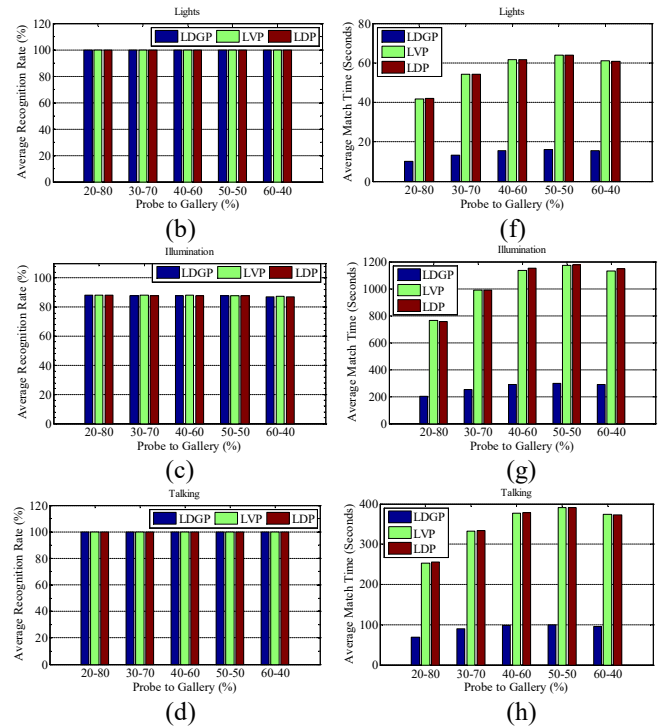 Lights
Average Recognition Rate (%)
120
100
80
60
40
20
0
LDGP LVP LDP
20-80 30-70 40-60 50-50 60-40
Probe to Gallery (%)
(b)
Lights
Average Match Time (Seconds)
80
60
40
20
0
LDGP
LVP
LDP
20-80 30-70 40-60 50-50 60-40
Probe to Gallery (%)
(f)
Illumination
Average Recognition Rate (%)
100
80
60
40
20
0
LDGP LVP LDP
20-80 30-70 40-60 50-50 60-40
Probe to Gallery (%)
(c)
Illumination
Average Match Time (Seconds)
1200
1000
800
600
400
200
0
LDGP
LVP
LDP
20-80 30-70 40-60 50-50 60-40
Probe to Gallery (%)
(g)
Talking
Average Recognition Rate (%)
120
100
80
60
40
20
0
LDGP LVP LDP
20-80 30-70 40-60 50-50 60-40
Probe to Gallery (%)
(d)
Talking
Average Match Time (Seconds)
400
300
200
100
0
LDGP
LVP
LDP
20-80 30-70 40-60 50-50 60-40
Probe to Gallery (%)
(h)